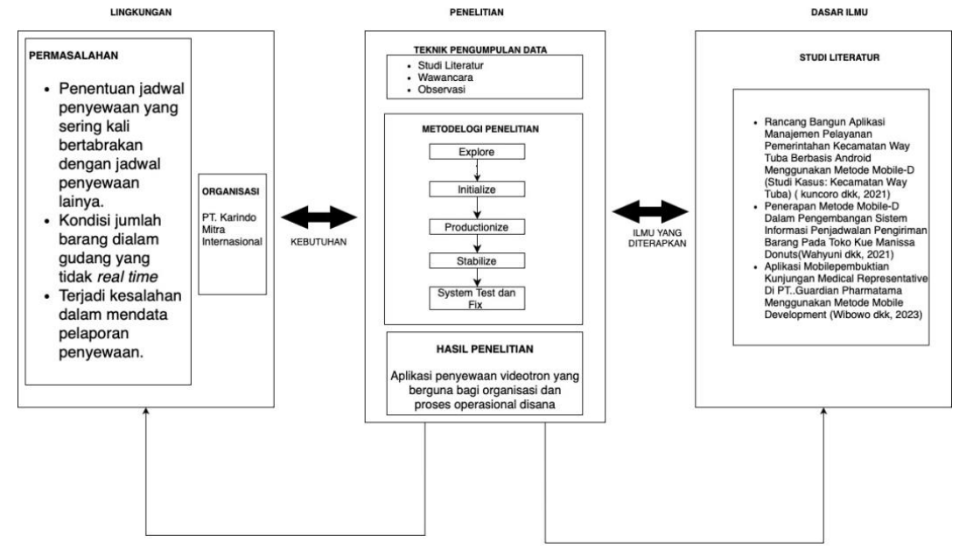 LINGKUNGAN
PERMASALAHAN
• Penentuan jadwal
penyewaan yang
sering kali
bertabrakan
dengan jadwal
penyewaan
lainya.
• Kondisi jumlah
barang dialam
gudang yang
tidak real time
• Terjadi kesalahan
dalam mendata
pelaporan
penyewaan.
ORGANISASI
PT. Karindo
Mitra
Internasional
KEBUTUHAN
PENELITIAN
TEKNIK PENGUMPULAN DATA
• Studi Literatur
• Wawancara
• Observasi
METODELOGI PENELITIAN
Explore
Initialize
Productionize
Stabilize
System Test dan
Fix
HASIL PENELITIAN
Aplikasi penyewaan videotron yang
berguna bagi organisasi dan
proses operasional disana
ILMU YANG
DITERAPKAN
DASAR ILMU
STUDI LITERATUR
• Rancang Bangun Aplikasi
Manajemen Pelayanan
Pemerintahan Kecamatan Way
Tuba Berbasis Android
Menggunakan Metode Mobile-D
(Studi Kasus: Kecamatan Way
Tuba) ( kuncoro dkk, 2021)
• Penerapan Metode Mobile-D
Dalam Pengembangan Sistem
Informasi Penjadwalan Pengiriman
Barang Pada Toko Kue Manissa
Donuts(Wahyuni dkk, 2021)
• Aplikasi Mobilepembuktian
Kunjungan Medical Representative
Di PT..Guardian Pharmatama
Menggunakan Metode Mobile
Development (Wibowo dkk, 2023)